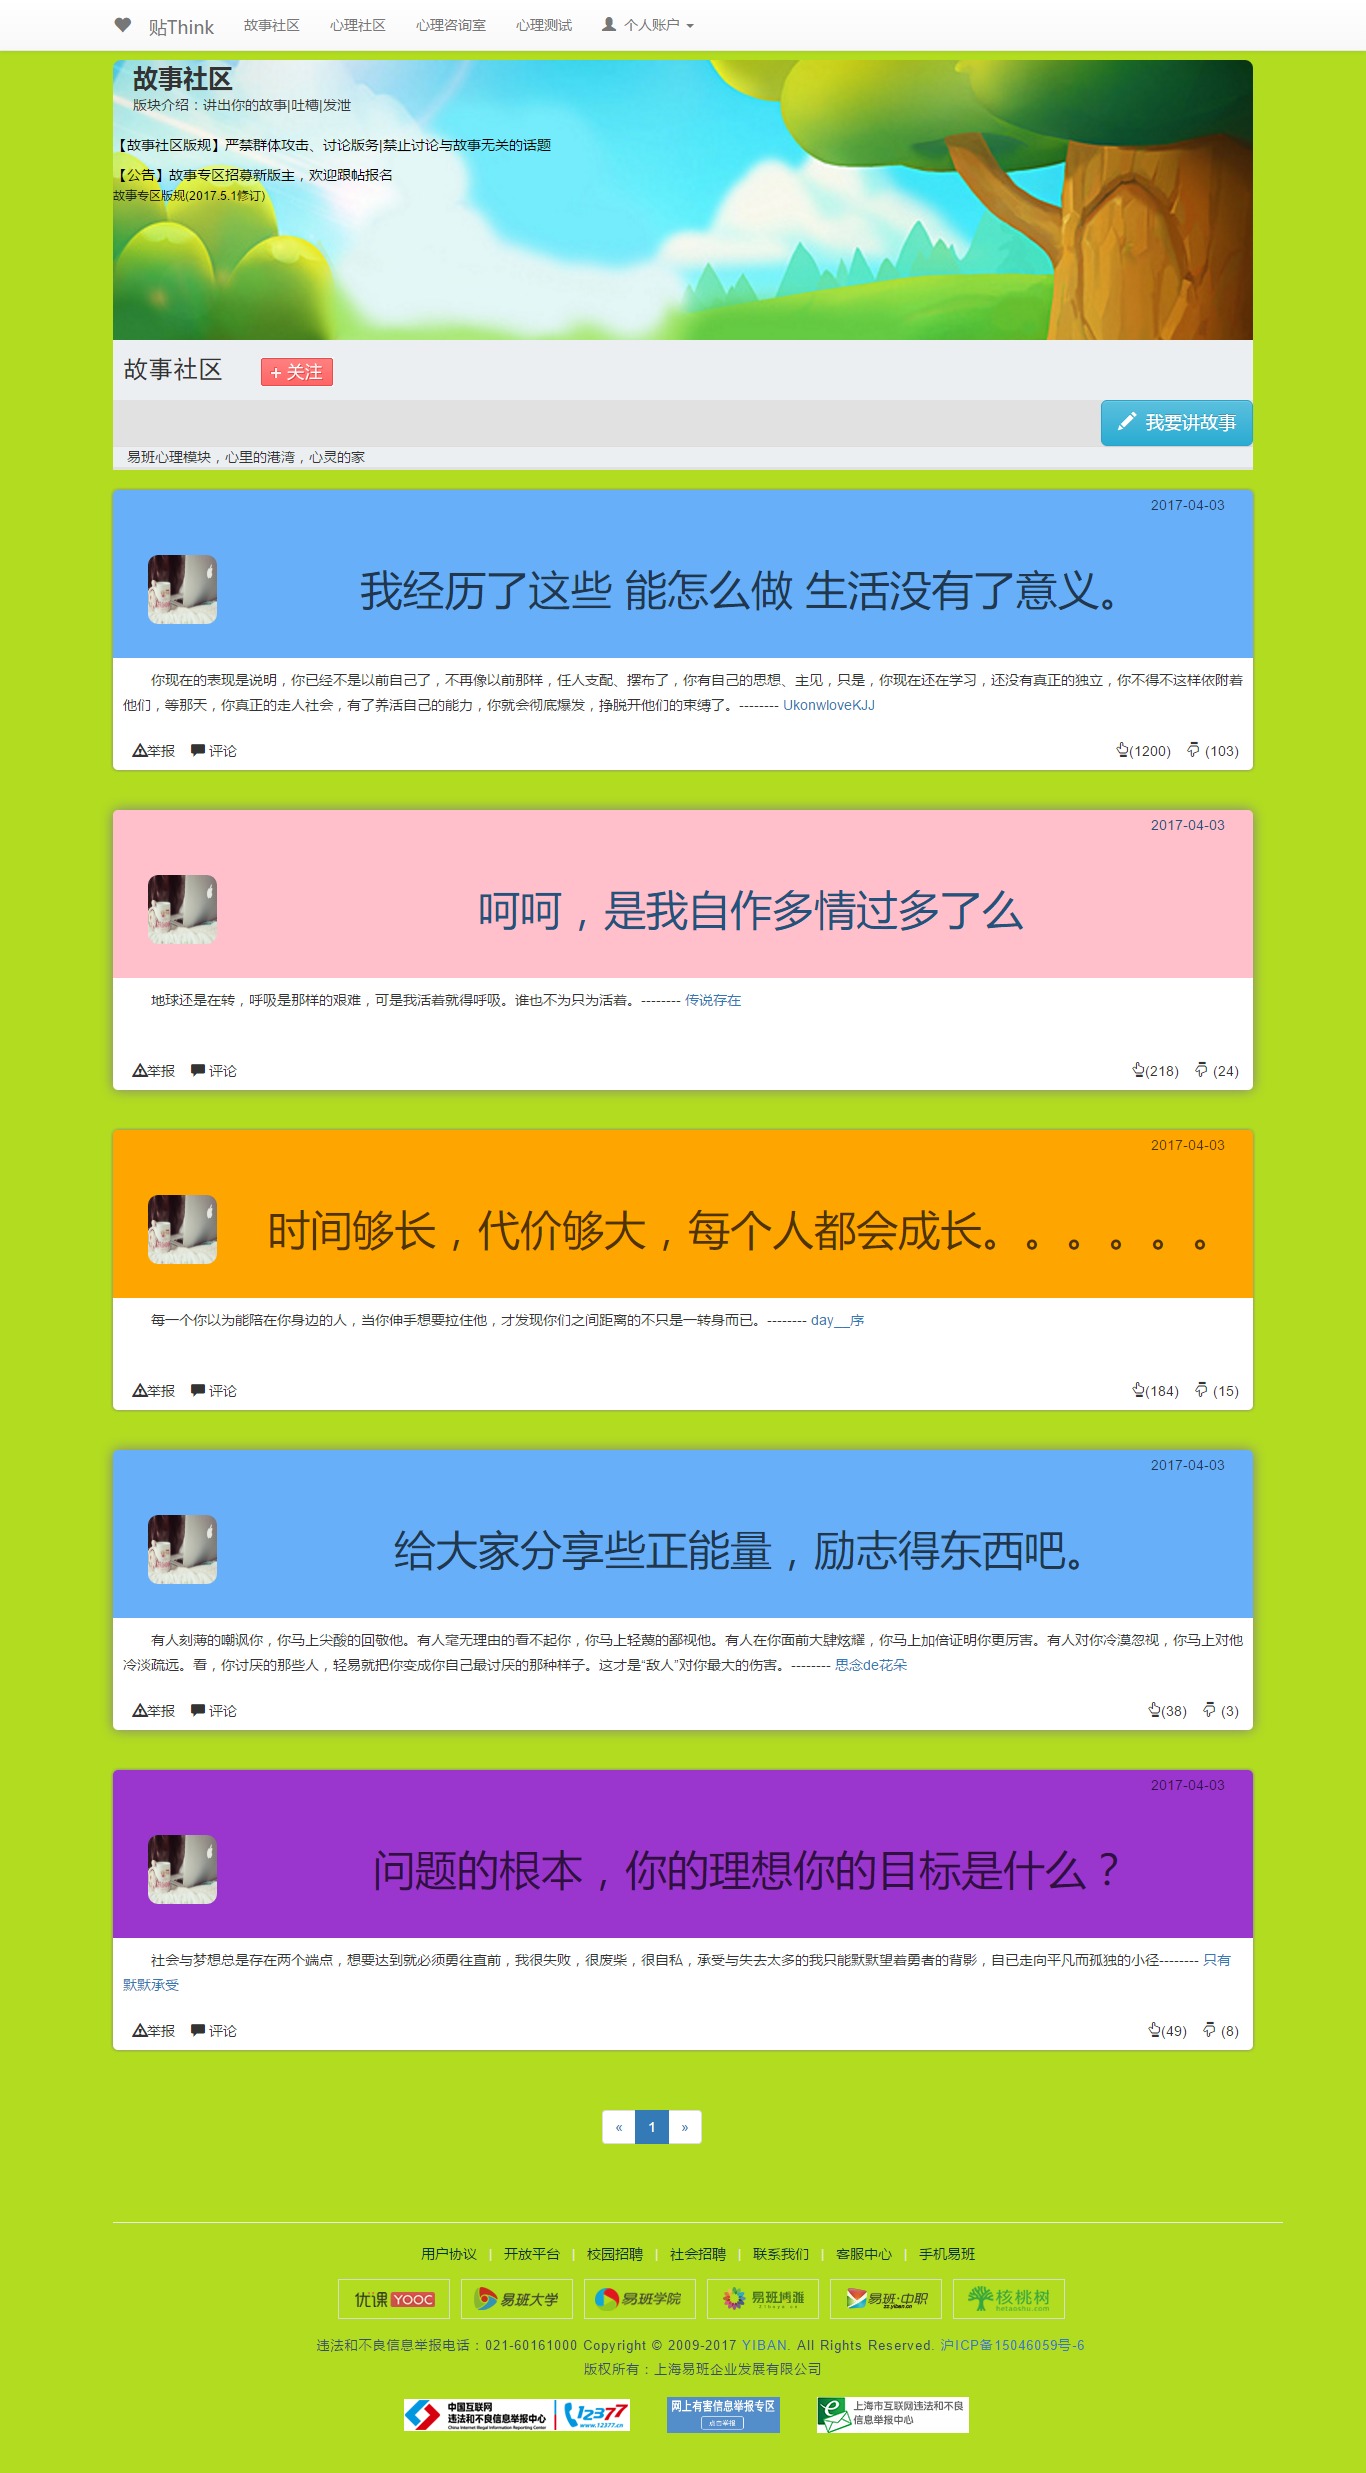 贴Think 故事社区 心理社区 心理咨询室 心理测试 个人账户
故事社区
版块介绍：讲出你的故事|吐槽|发泄
【故事社区版规】严禁群体攻击、讨论版务|禁止讨论与故事无关的话题
【公告】故事专区招募新版主，欢迎跟帖报名
故事专区版规(2017.5.1修订)
故事社区 + 关注
我要讲故事
易班心理模块，心里的港湾，心灵的家
2017-04-03
我经历了这些 能怎么做 生活没有了意义。
你现在的表现是说明，你已经不是以前自己了，不再像以前那样，任人支配、摆布了，你有自己的思想、主见，只是，你现在还在学习，还没有真正的独立，你不得不这样依附着
他们，等那天，你真正的走人社会，有了养活自己的能力，你就会彻底爆发，挣脱开他们的束缚了。-------- UkonwloveKJJ
举报 评论 (1200) (103)
2017-04-03
呵呵，是我自作多情过多了么
地球还是在转，呼吸是那样的艰难，可是我活着就得呼吸。谁也不为只为活着。-------- 传说存在
举报 评论 (218) (24)
2017-04-03
时间够长，代价够大，每个人都会成长。。。。。。
每一个你以为能陪在你身边的人，当你伸手想要拉住他，才发现你们之间距离的不只是一转身而已。-------- day__序
举报 评论 (184) (15)
2017-04-03
给大家分享些正能量，励志得东西吧。
有人刻薄的嘲讽你，你马上尖酸的回敬他。有人毫无理由的看不起你，你马上轻蔑的鄙视他。有人在你面前大肆炫耀，你马上加倍证明你更厉害。有人对你冷漠忽视，你马上对他
冷淡疏远。看，你讨厌的那些人，轻易就把你变成你自己最讨厌的那种样子。这才是“敌人”对你最大的伤害。-------- 思念de花朵
举报 评论 (38) (3)
2017-04-03
问题的根本，你的理想你的目标是什么？
社会与梦想总是存在两个端点，想要达到就必须勇往直前，我很失败，很废柴，很自私，承受与失去太多的我只能默默望着勇者的背影，自已走向平凡而孤独的小径-------- 只有
默默承受
举报 评论 (49) (8)
« 1 »
用户协议 | 开放平台 | 校园招聘 | 社会招聘 | 联系我们 | 客服中心 | 手机易班
优课YOOC 易班大学 易班学院 易班博雅 易班·中职 zz.yiban.cn 核桃树 hetaoshu.com
违法和不良信息举报电话：021-60161000 Copyright © 2009-2017 YIBAN. All Rights Reserved. 沪ICP备15046059号-6
版权所有：上海易班企业发展有限公司
中国互联网
违法和不良信息举报中心
China Internet Illegal Information Reporting Center
12377
www.12377.cn
网上有害信息举报专区
点击举报
上海市互联网违法和不良
信息举报中心